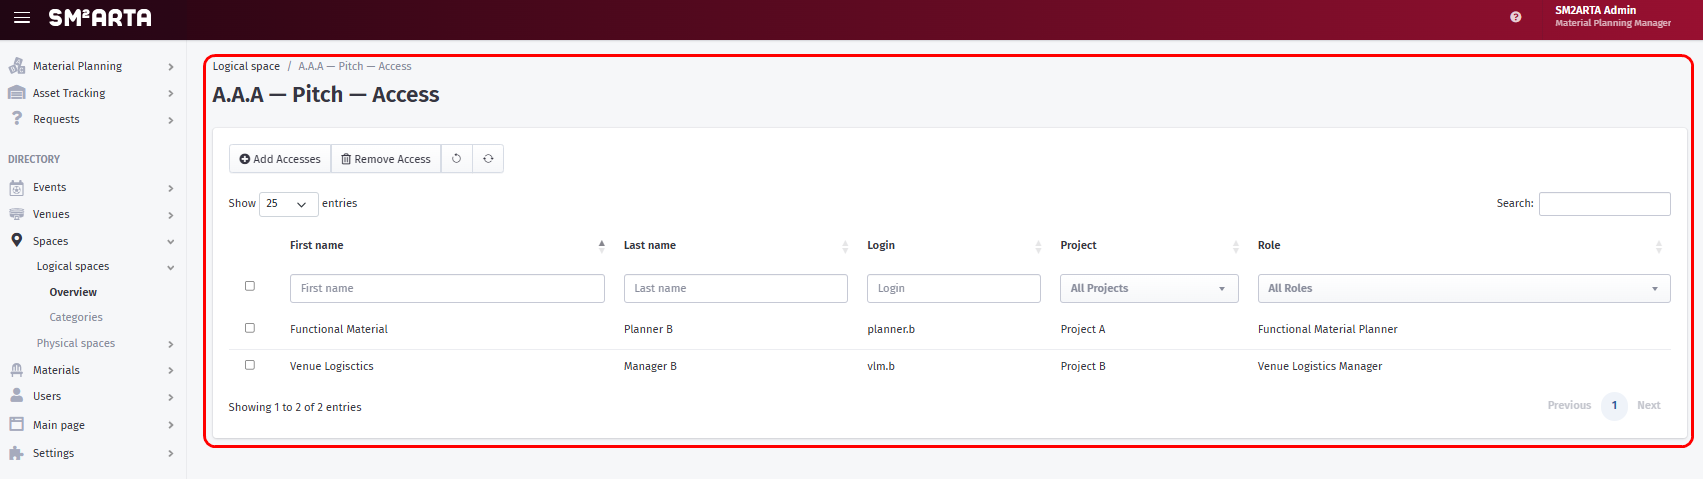 SM²ARTA
SM2ARTA Admin
Material Planning Manager
Material Planning
Asset Tracking
Requests
DIRECTORY
Events
Venues
Spaces
Logical spaces
Overview
Categories
Physical spaces
Materials
Users
Main page
Settings
Logical space / A.A.A — Pitch — Access
A.A.A — Pitch — Access
Add Accesses Remove Access
Show 25 entries Search:
First name Last name Login Project Role
First name Last name Login All Projects All Roles
Functional Material Planner B planner.b Project A Functional Material Planner
Venue Logisctics Manager B vlm.b Project B Venue Logistics Manager
Showing 1 to 2 of 2 entries Previous 1 Next